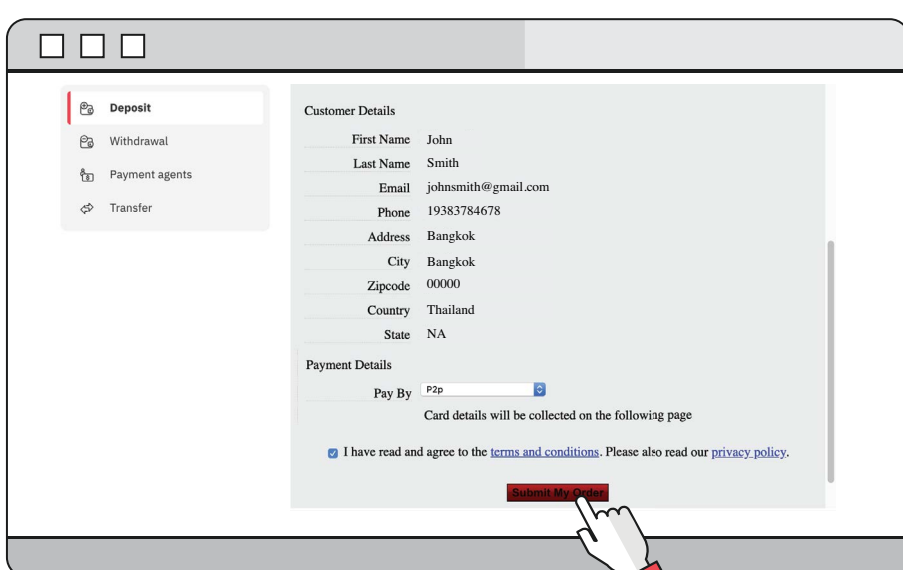 Deposit
Withdrawal
Payment agents
Transfer
Customer Details
First Name John
Last Name Smith
Email johnsmith@gmail.com
Phone 19383784678
Address Bangkok
City Bangkok
Zipcode 00000
Country Thailand
State NA
Payment Details
Pay By P2p
Card details will be collected on the following page
I have read and agree to the terms and conditions. Please also read our privacy policy.
Submit My Order